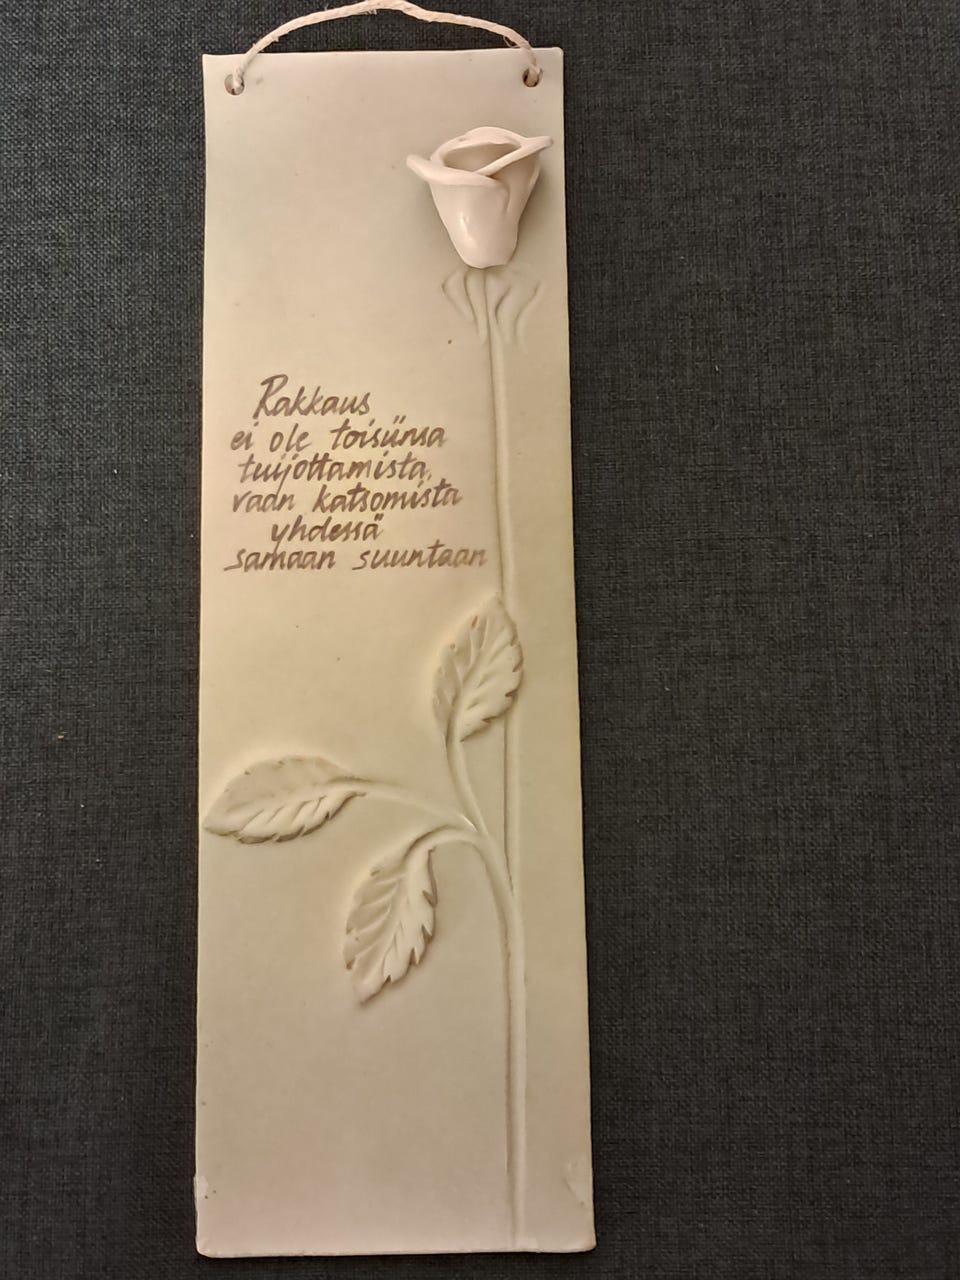 Rakkaus
ei ole toisiinsa
tuijottamista,
vaan katsomista
yhdessä
samaan suuntaan